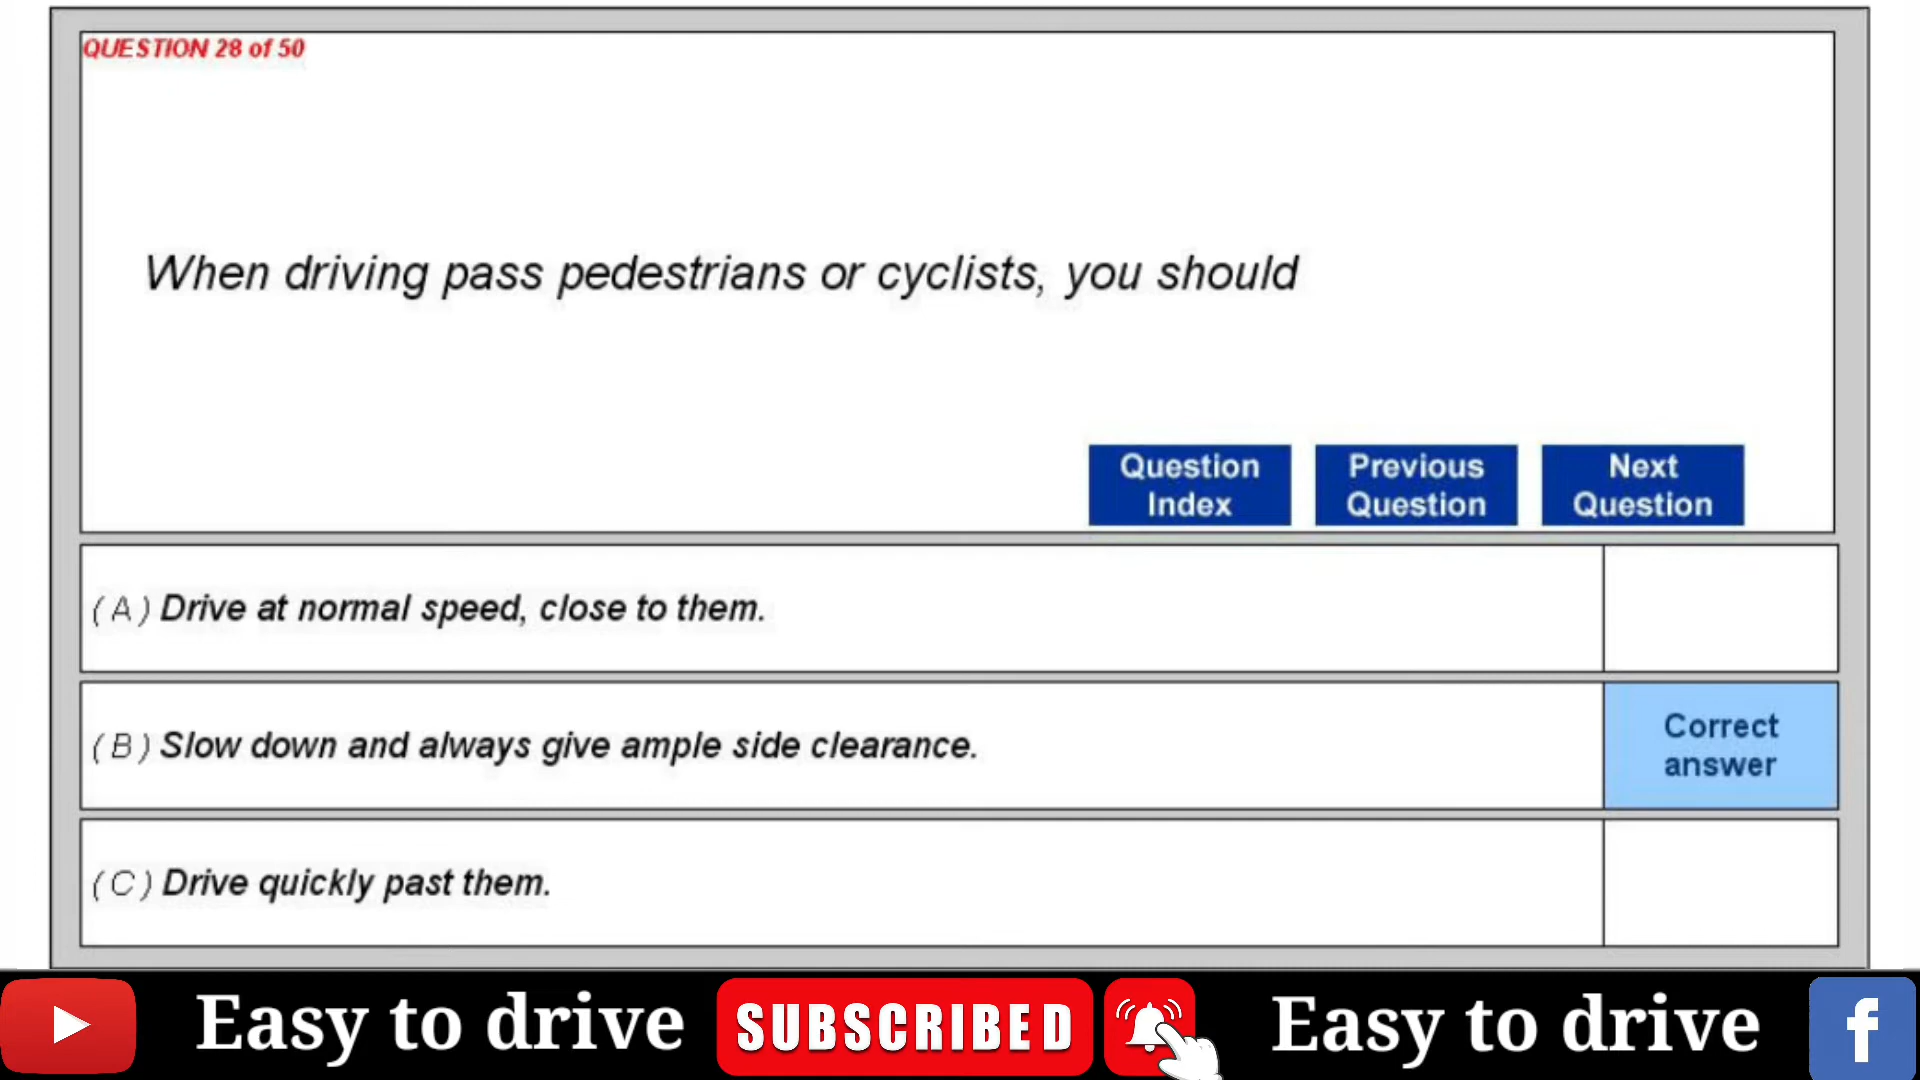 QUESTION 28 of 50
When driving pass pedestrians or cyclists, you should
Question
Index
Previous
Question
Next
Question
(A) Drive at normal speed, close to them.
(B) Slow down and always give ample side clearance.
Correct
answer
(C) Drive quickly past them.
Easy to drive
SUBSCRIBED
Easy to drive
f